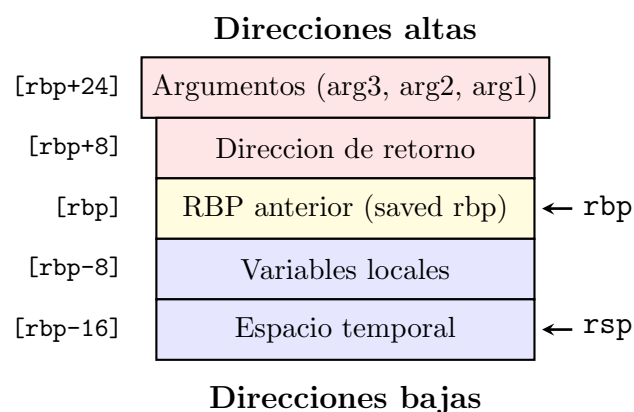 Direcciones altas
[rbp+24] Argumentos (arg3, arg2, arg1)
[rbp+8] Direccion de retorno
[rbp] RBP anterior (saved rbp) ← rbp
[rbp-8] Variables locales
[rbp-16] Espacio temporal ← rsp
Direcciones bajas